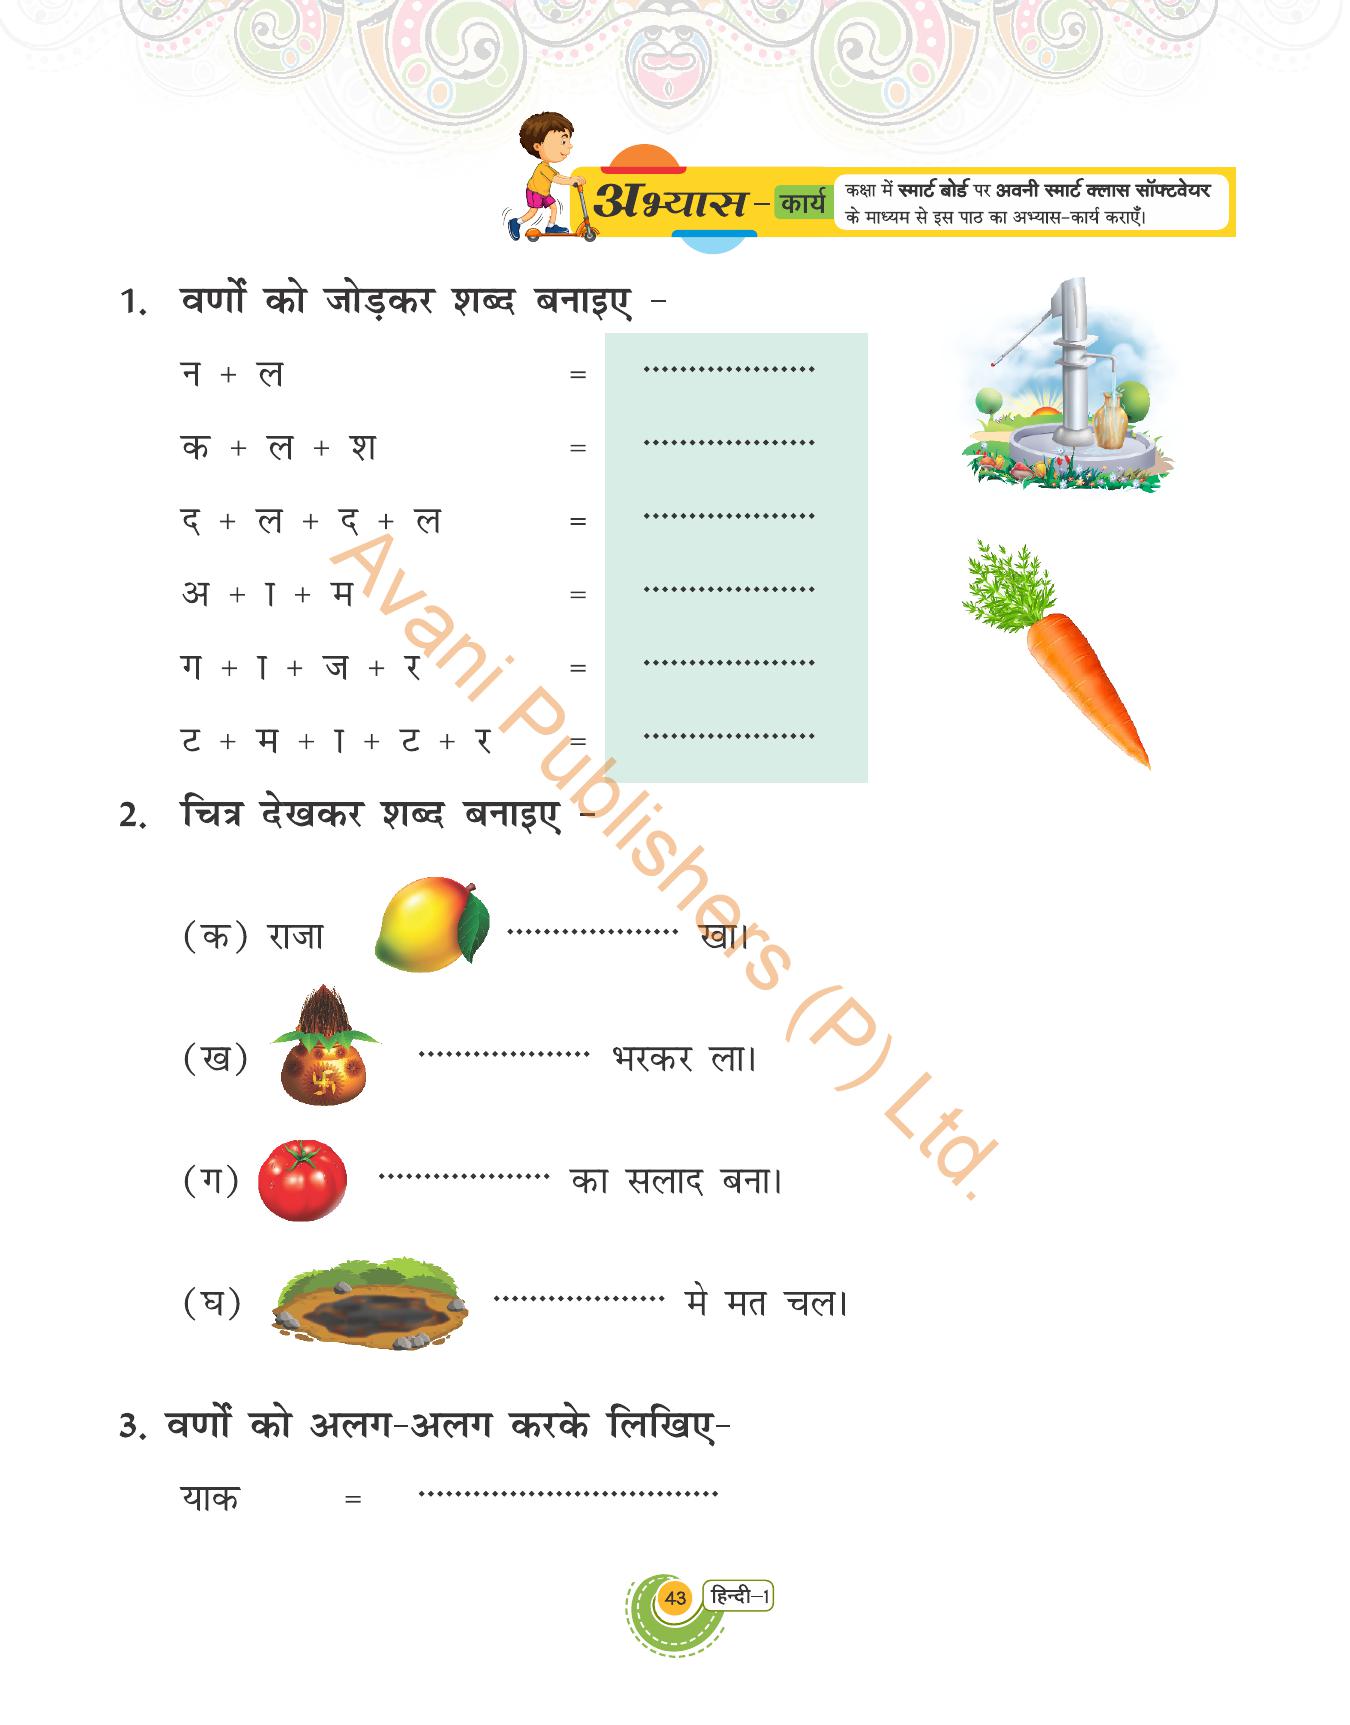 अभ्यास - कार्य
कक्षा में स्मार्ट बोर्ड पर अवनी स्मार्ट क्लास सॉफ्टवेयर
के माध्यम से इस पाठ का अभ्यास-कार्य कराएँ।
1. वर्णों को जोड़कर शब्द बनाइए -
न + ल = ...................
क + ल + श = ...................
द + ल + द + ल = ...................
अ + ा + म = ...................
ग + ा + ज + र = ...................
ट + म + ा + ट + र = ...................
2. चित्र देखकर शब्द बनाइए -
(क) राजा ................... खा।
(ख) ................... भरकर ला।
(ग) ................... का सलाद बना।
(घ) ................... मे मत चल।
3. वर्णों को अलग-अलग करके लिखिए-
याक = .................................
43 हिन्दी-1
Avani Publishers (P) Ltd.